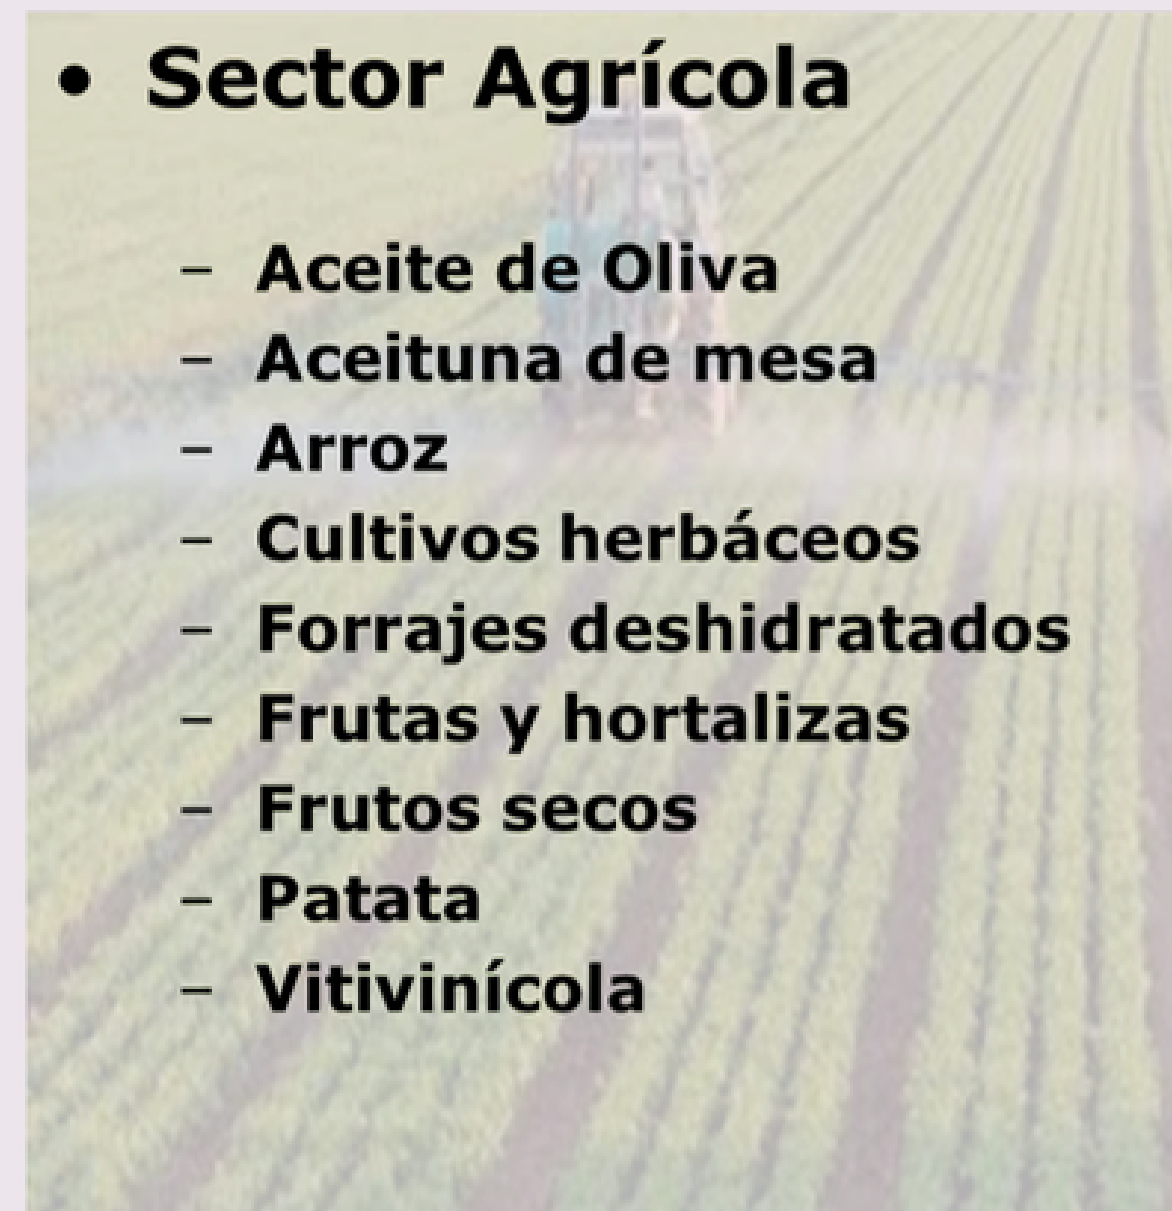 • Sector Agrícola
– Aceite de Oliva
– Aceituna de mesa
– Arroz
– Cultivos herbáceos
– Forrajes deshidratados
– Frutas y hortalizas
– Frutos secos
– Patata
– Vitivinícola